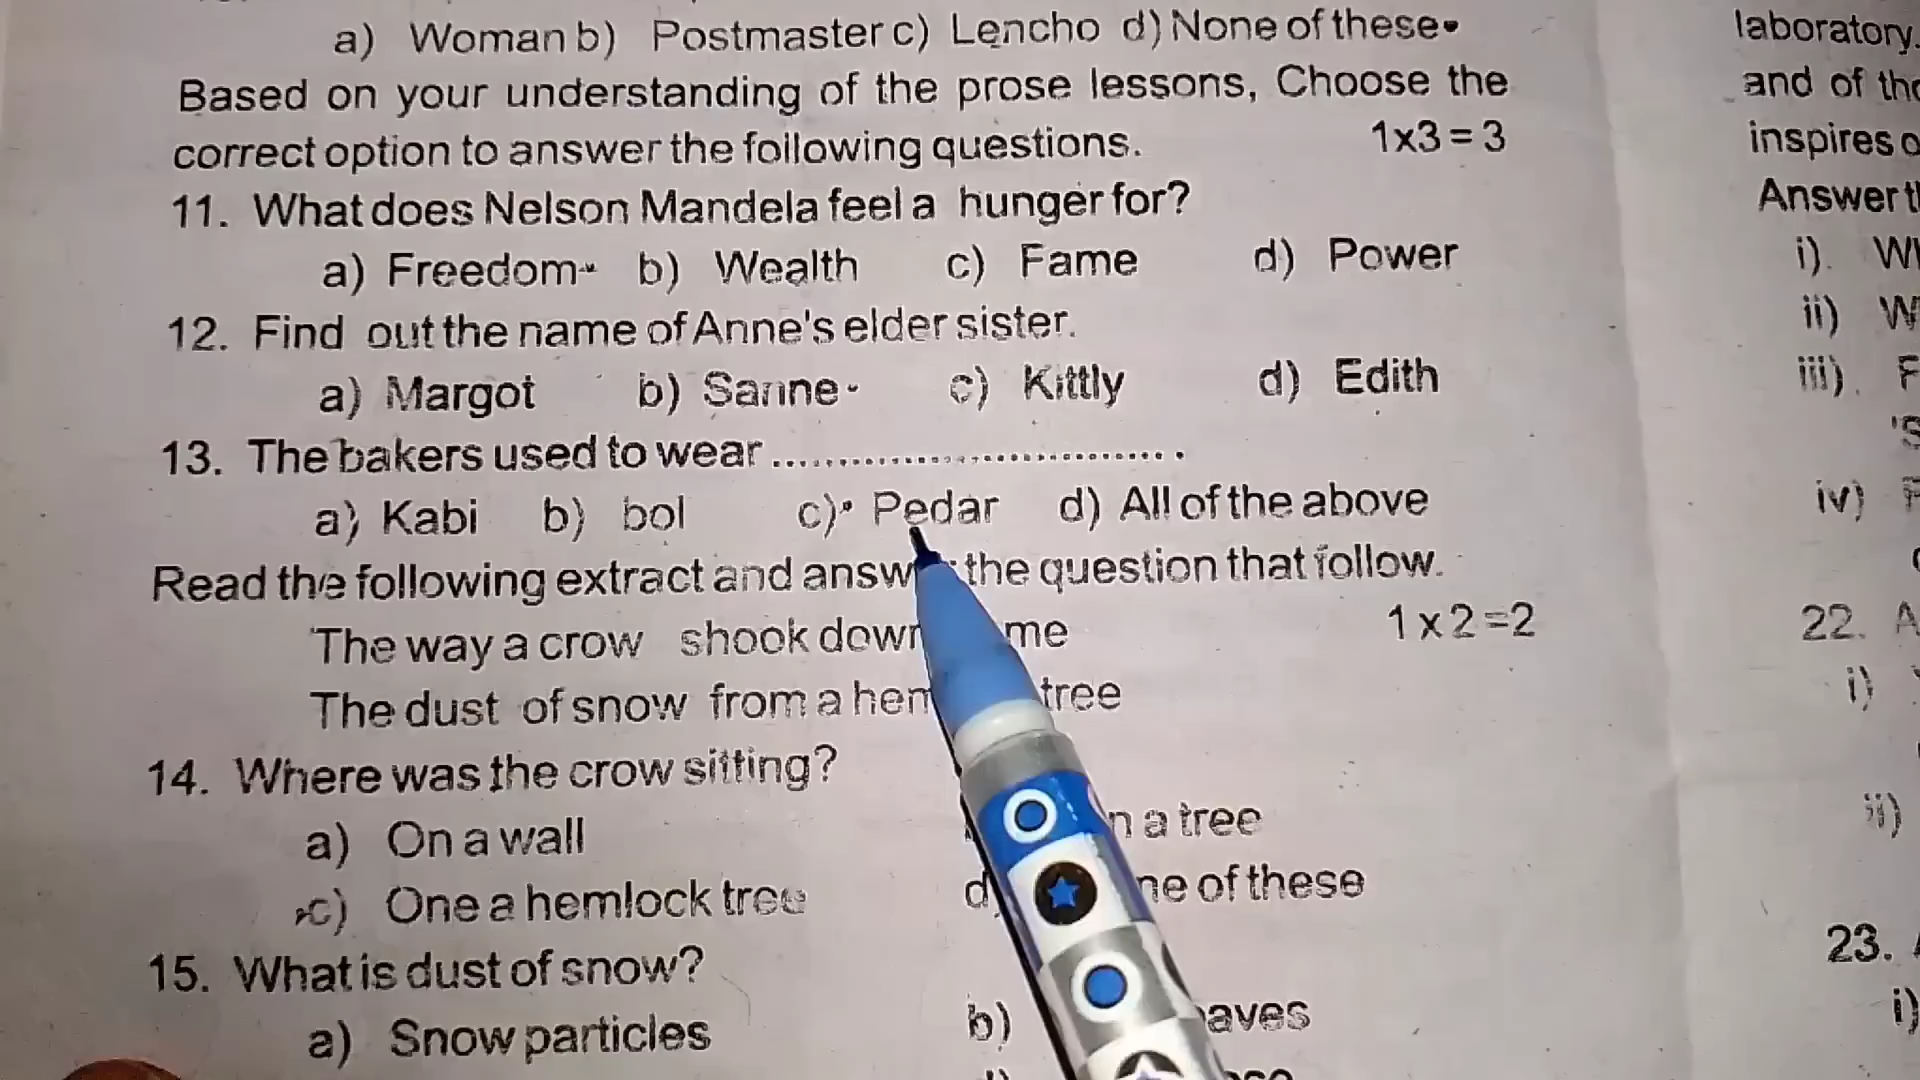 a) Woman b) Postmaster c) Lencho d) None of these
Based on your understanding of the prose lessons, Choose the
correct option to answer the following questions. 1x3 = 3
11. What does Nelson Mandela feel a hunger for?
a) Freedom b) Wealth c) Fame d) Power
12. Find out the name of Anne's elder sister.
a) Margot b) Sanne c) Kittly d) Edith
13. The bakers used to wear ................................ .
a) Kabi b) bol c) Pedar d) All of the above
Read the following extract and the question that follow.
The way a crow shook down me 1 x 2 =2
The dust of snow from a tree
14. Where was the crow sitting?
a) On a wall a tree
c) One a hemlock tree d) of these
15. What is dust of snow?
a) Snow particles b)
laboratory.
and of
inspires
Answer
i).
ii)
iii).
iv)
22.
i)
ii)
23.
i)